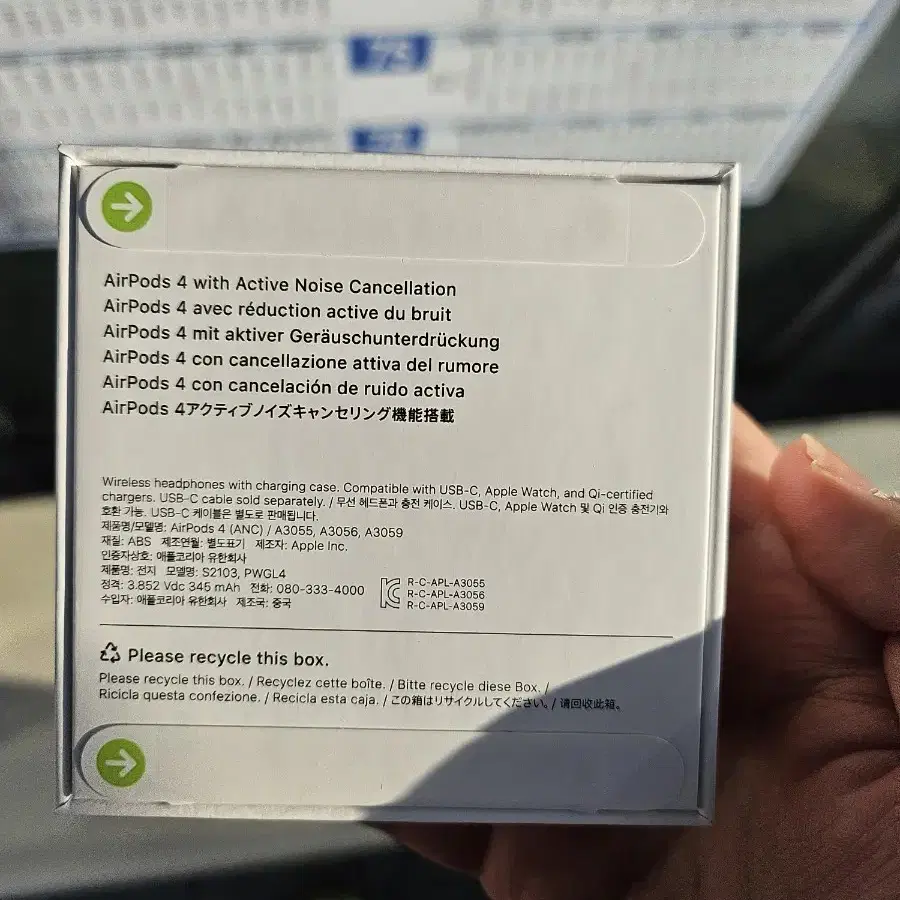 AirPods 4 with Active Noise Cancellation
AirPods 4 avec réduction active du bruit
AirPods 4 mit aktiver Geräuschunterdrückung
AirPods 4 con cancellazione attiva del rumore
AirPods 4 con cancelación de ruido activa
AirPods 4アクティブノイズキャンセリング機能搭載
Wireless headphones with charging case. Compatible with USB-C, Apple Watch, and Qi-certified
chargers. USB-C cable sold separately. / 무선 헤드폰과 충전 케이스. USB-C, Apple Watch 및 Qi 인증 충전기와
호환 가능. USB-C 케이블은 별도로 판매됩니다.
제품명/모델명: AirPods 4 (ANC) / A3055, A3056, A3059
재질: ABS 제조연월: 별도표기 제조자: Apple Inc.
인증자상호: 애플코리아 유한회사
제품명: 전지 모델명: S2103, PWGL4
정격: 3.852 Vdc 345 mAh 전화: 080-333-4000
수입자: 애플코리아 유한회사 제조국: 중국
R-C-APL-A3055
R-C-APL-A3056
R-C-APL-A3059
Please recycle this box.
Please recycle this box. / Recyclez cette boîte. / Bitte recycle diese Box. /
Ricicla questa confezione. / Recicla esta caja. / この箱はリサイクルしてください。/ 请回收此箱。